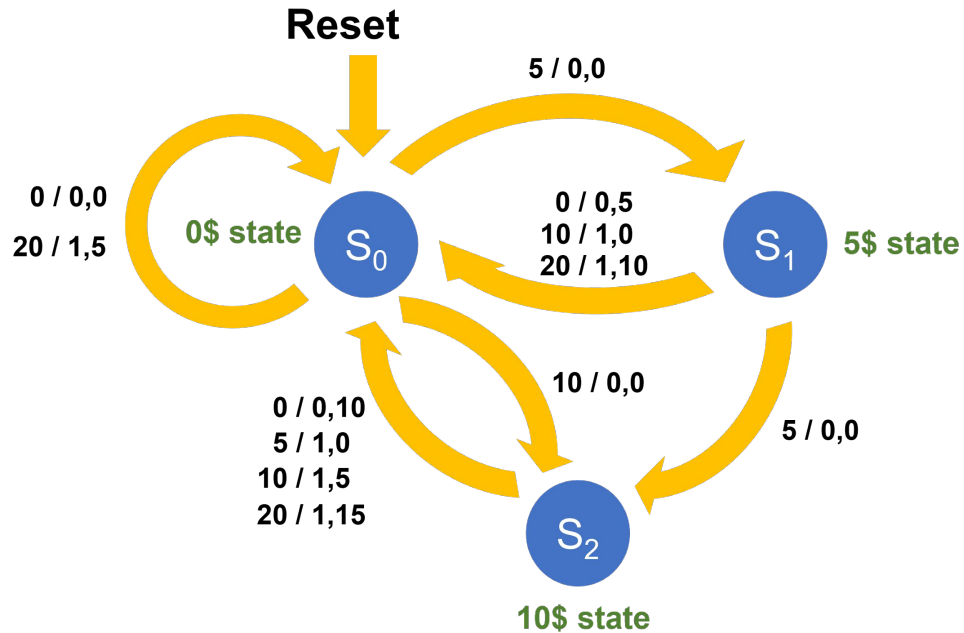 Reset
5 / 0,0
0 / 0,0
20 / 1,5
0$ state
S0
0 / 0,5
10 / 1,0
20 / 1,10
S1
5$ state
10 / 0,0
0 / 0,10
5 / 1,0
10 / 1,5
20 / 1,15
5 / 0,0
S2
10$ state